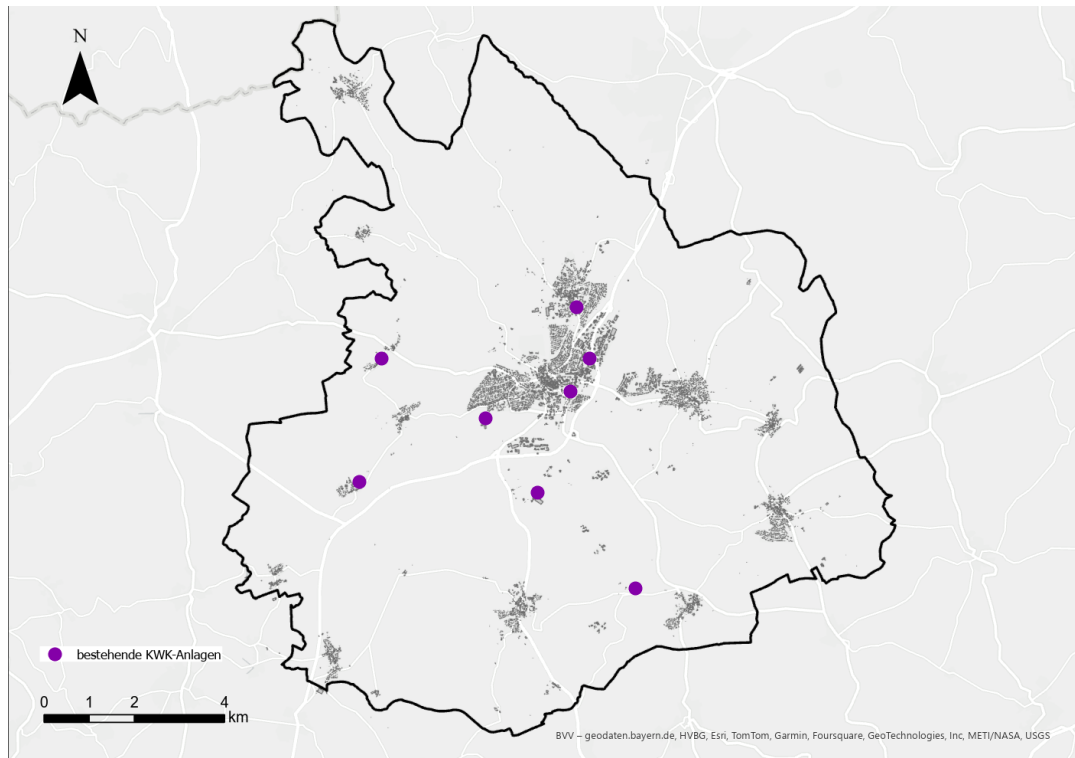 N
bestehende KWK-Anlagen
0 1 2 4
km
BVV – geodaten.bayern.de, HVBG, Esri, TomTom, Garmin, Foursquare, GeoTechnologies, Inc, METI/NASA, USGS